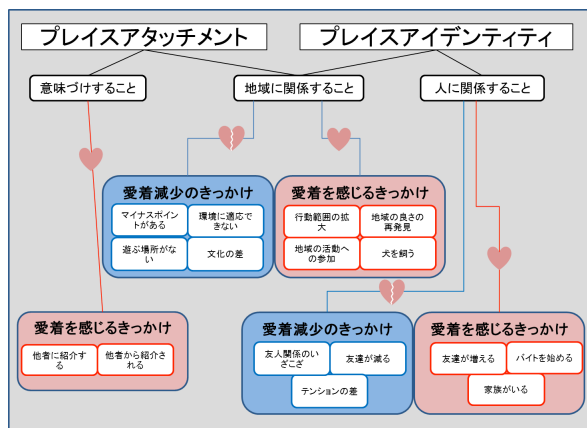 プレイスアタッチメント
プレイスアイデンティティ
意味づけすること
地域に関係すること
人に関係すること
愛着減少のきっかけ
マイナスポイ
ントがある
環境に適応で
きない
遊ぶ場所がな
い
文化の差
愛着を感じるきっかけ
行動範囲の拡
大
地域の良さの
再発見
地域の活動へ
の参加
犬を飼う
愛着を感じるきっかけ
他者に紹介す
る
他者から紹介さ
れる
愛着減少のきっかけ
友人関係のい
ざこざ
友達が減る
テンションの差
愛着を感じるきっかけ
友達が増える
バイトを始める
家族がいる